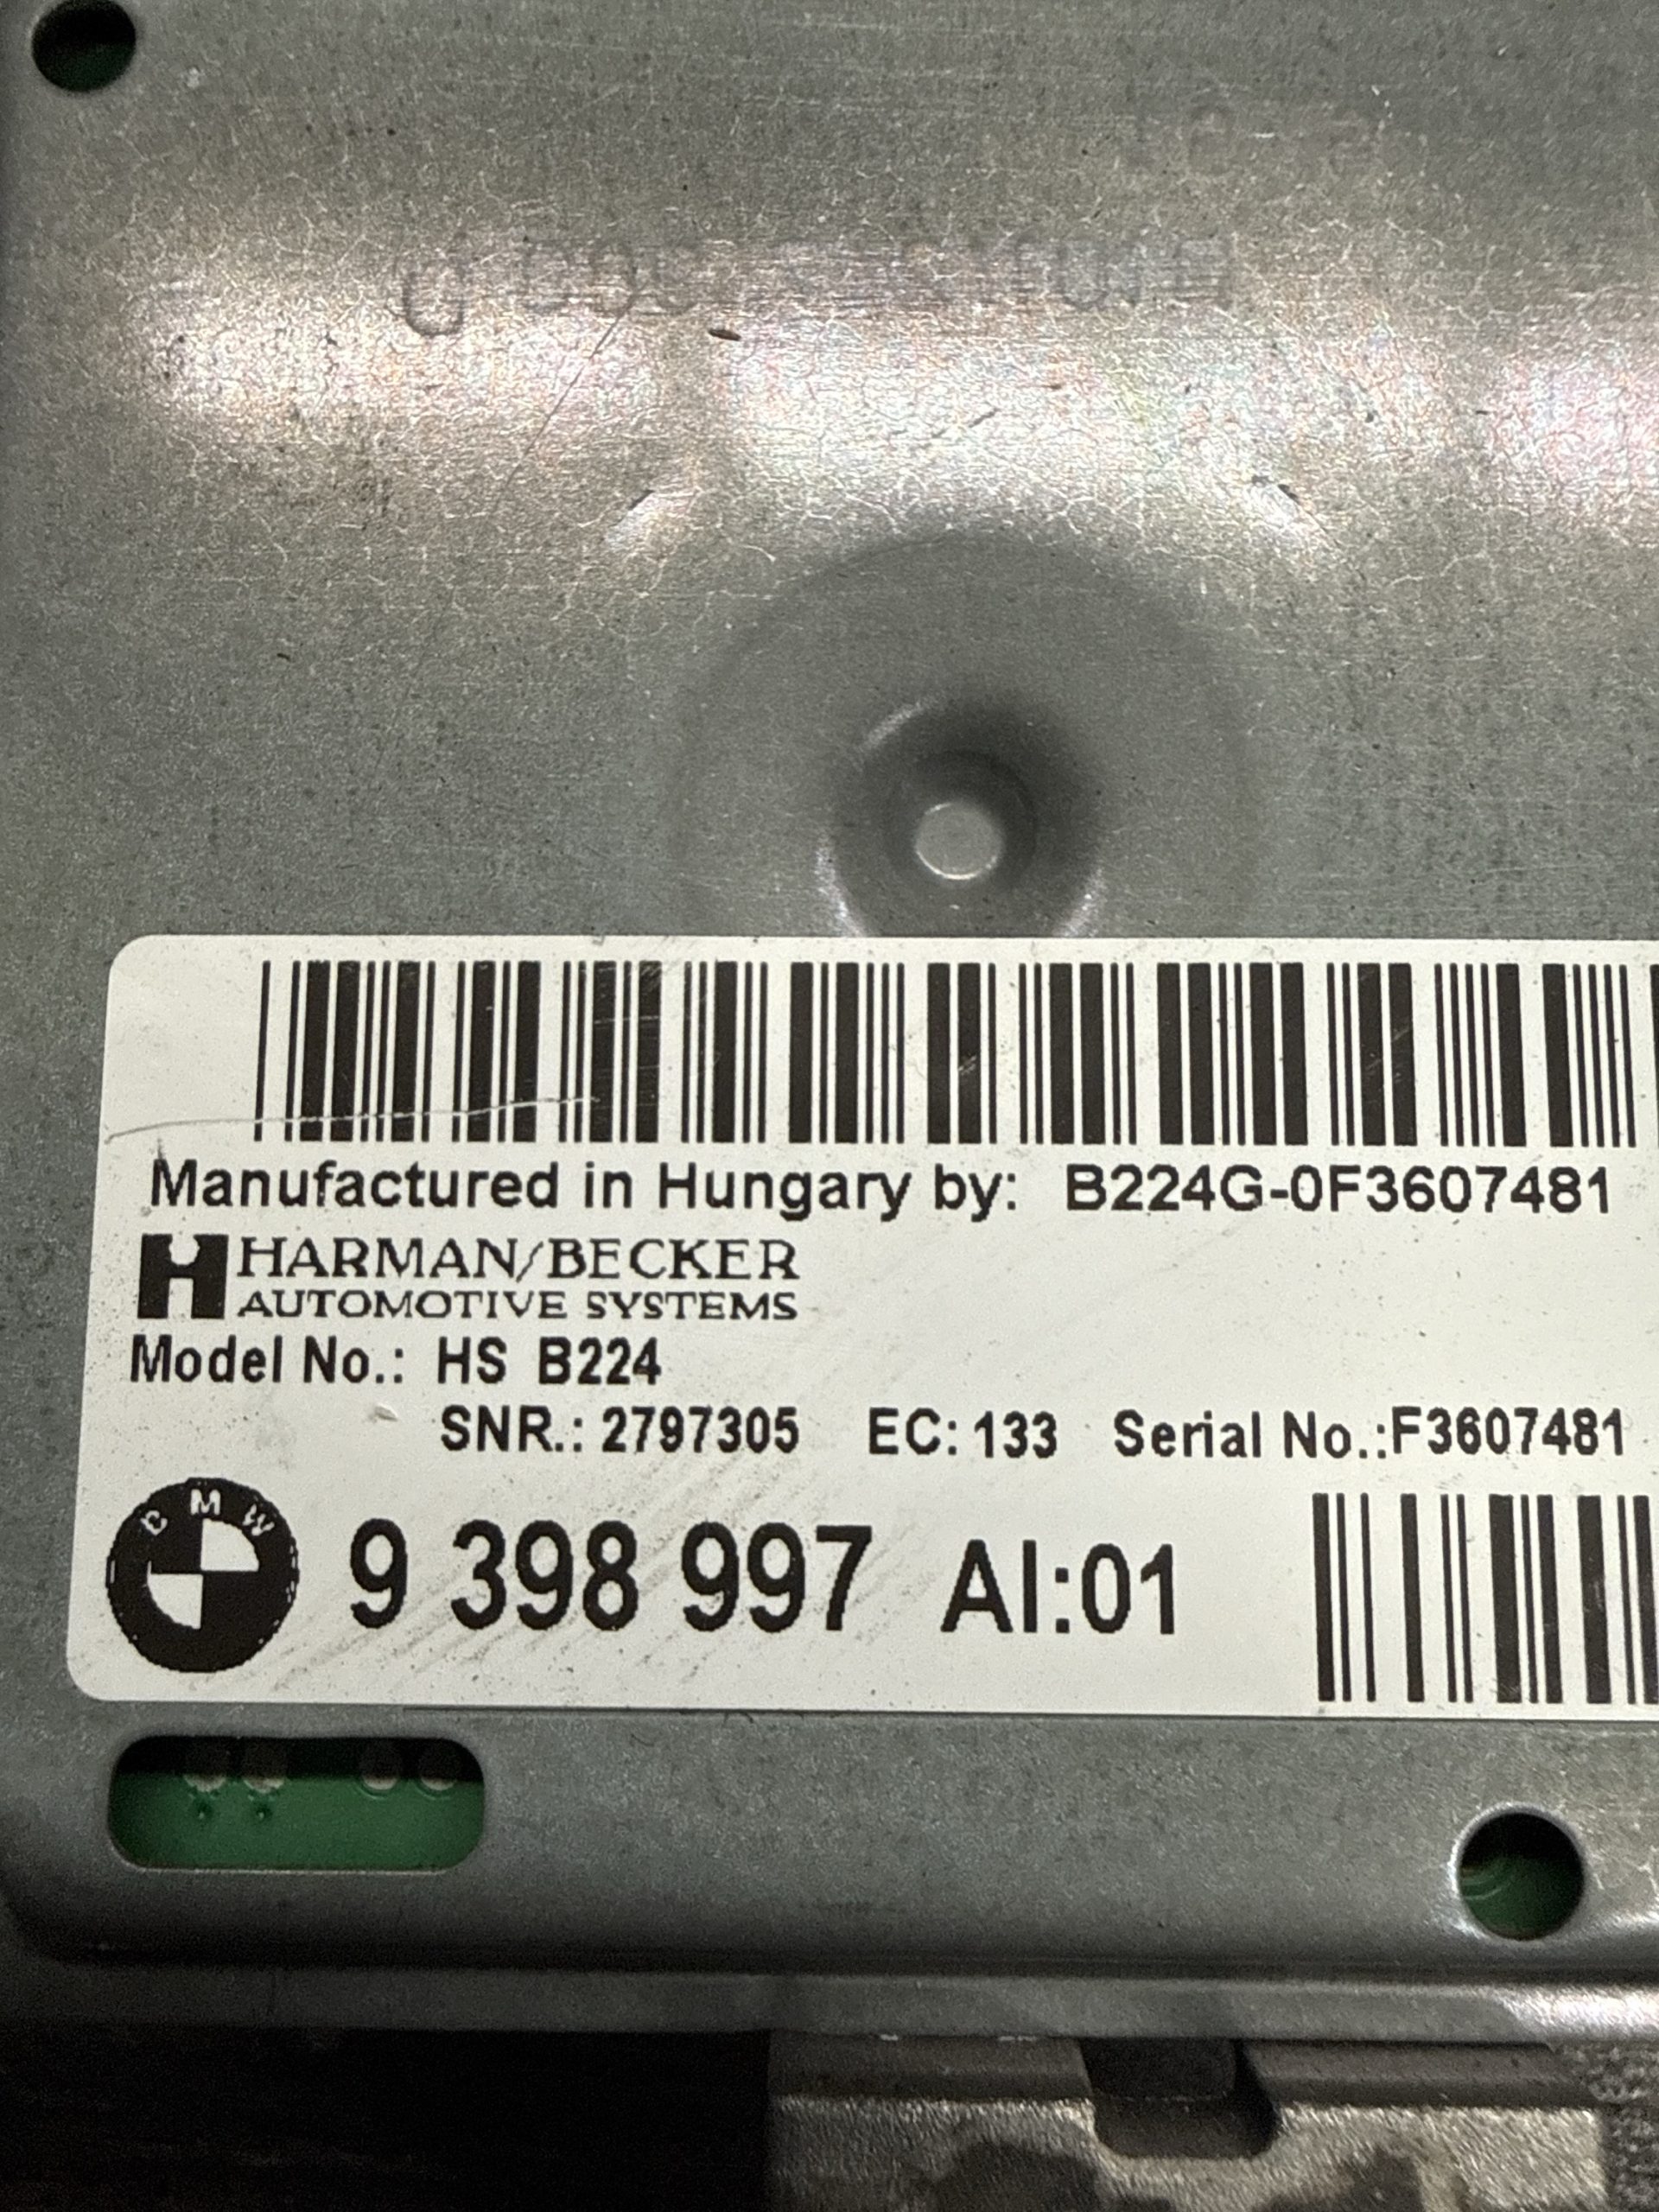 Manufactured in Hungary by: B224G-0F3607481
HARMAN/BECKER
AUTOMOTIVE SYSTEMS
Model No.: HS B224
SNR.: 2797305 EC: 133 Serial No.:F3607481
BMW
9 398 997 AI:01